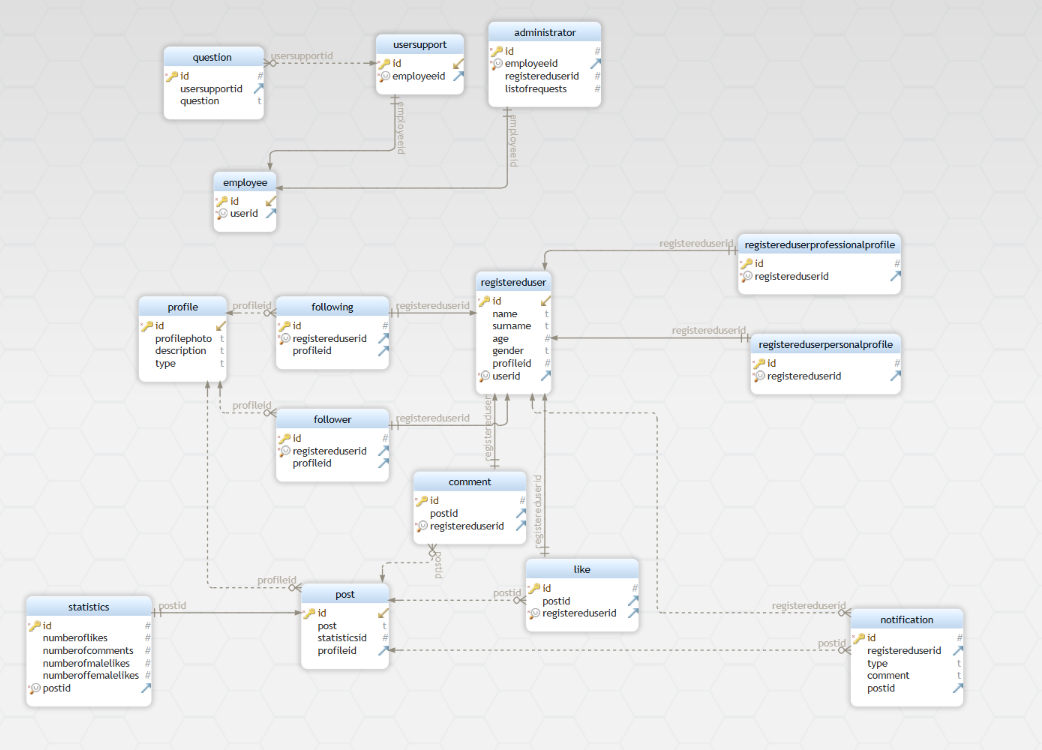 administrator
id #
employeeid
registereduserid #
listofrequests #
usersupport
id
employeeid
question
id #
usersupportid
question t
usersupportid
employeeid
employeeid
employee
id
userid
registereduserprofessionalprofile
id #
registereduserid
registereduserid
registereduser
id
name t
surname t
age #
gender t
profileid #
userid
profile
id
profilephoto t
description t
type t
profileid
following
id #
registereduserid
profileid
registereduserid
registereduserid
registereduserpersonalprofile
id #
registereduserid
profileid
follower
id #
registereduserid
profileid
registereduserid
registereduser
comment
id #
postid
registereduserid
registereduserid
postid
like
id #
postid
registereduserid
profileid
post
id
post t
statisticsid #
profileid
postid
statistics
id #
numberoflikes #
numberofcomments #
numberofmalelikes #
numberoffemalelikes #
postid
postid
registereduserid
postid
notification
id #
registereduserid
type t
comment t
postid